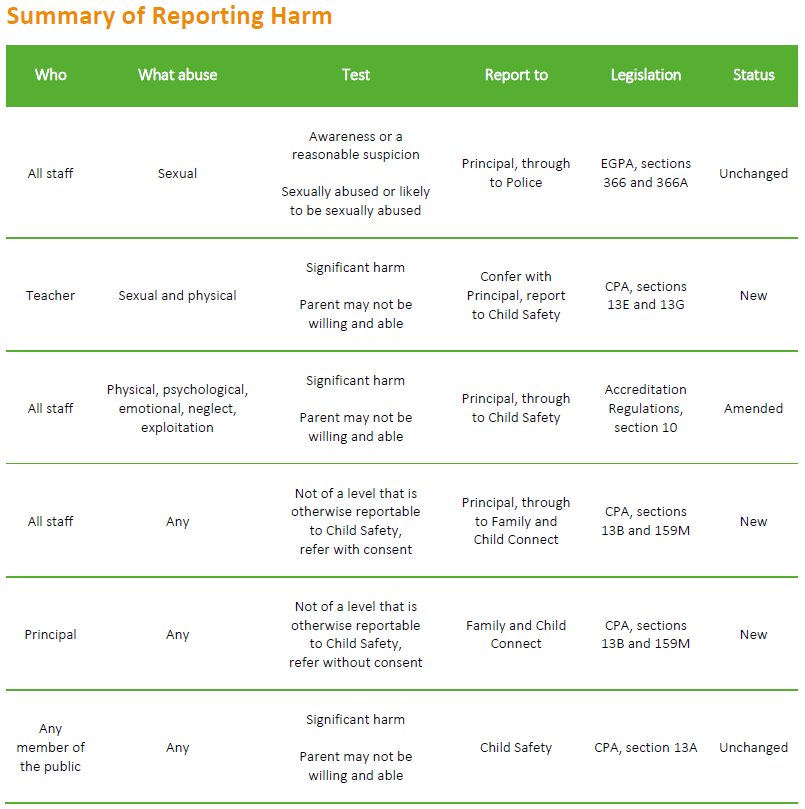 Summary of Reporting Harm
Who What abuse Test Report to Legislation Status
All staff
Sexual
Awareness or a
reasonable suspicion
Sexually abused or likely
to be sexually abused
Principal, through
to Police
EGPA, sections
366 and 366A
Unchanged
Teacher
Sexual and physical
Significant harm
Parent may not be
willing and able
Confer with
Principal, report
to Child Safety
CPA, sections
13E and 13G
New
All staff
Physical, psychological,
emotional, neglect,
exploitation
Significant harm
Parent may not be
willing and able
Principal, through
to Child Safety
Accreditation
Regulations,
section 10
Amended
All staff
Any
Not of a level that is
otherwise reportable
to Child Safety,
refer with consent
Principal, through
to Family and
Child Connect
CPA, sections
13B and 159M
New
Principal
Any
Not of a level that is
otherwise reportable
to Child Safety,
refer without consent
Family and Child
Connect
CPA, sections
13B and 159M
New
Any
member of
the public
Any
Significant harm
Parent may not be
willing and able
Child Safety
CPA, section 13A
Unchanged